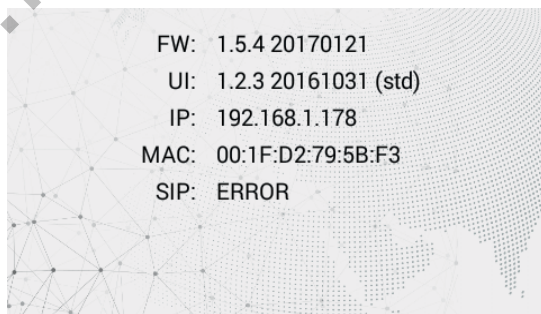 FW: 1.5.4 20170121
UI: 1.2.3 20161031 (std)
IP: 192.168.1.178
MAC: 00:1F:D2:79:5B:F3
SIP: ERROR